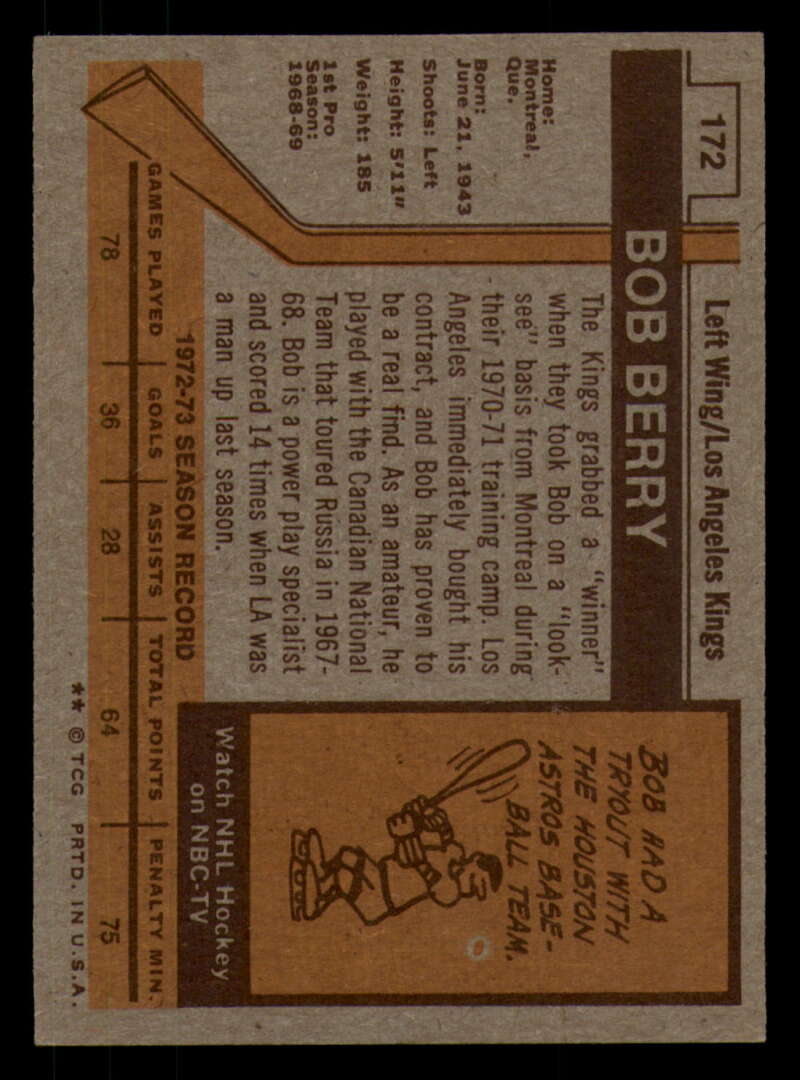 172
Left Wing/Los Angeles Kings
BOB BERRY
Home:
Montreal,
Que.
Born:
June 21, 1943
Shoots: Left
Height: 5'11"
Weight: 185
1st Pro
Season:
1968-69
The Kings grabbed a "winner"
when they took Bob on a "look-
see" basis from Montreal during
their 1970-71 training camp. Los
Angeles immediately bought his
contract, and Bob has proven to
be a real find. As an amateur, he
played with the Canadian National
Team that toured Russia in 1967-
68. Bob is a power play specialist
and scored 14 times when LA was
a man up last season.
BOB HAD A
TRYOUT WITH
THE HOUSTON
ASTROS BASE-
BALL TEAM.
Watch NHL Hockey
on NBC-TV
1972-73 SEASON RECORD
GAMES PLAYED GOALS ASSISTS TOTAL POINTS PENALTY MIN.
78 36 28 64 75
** © TCG PRTD. IN U.S.A.